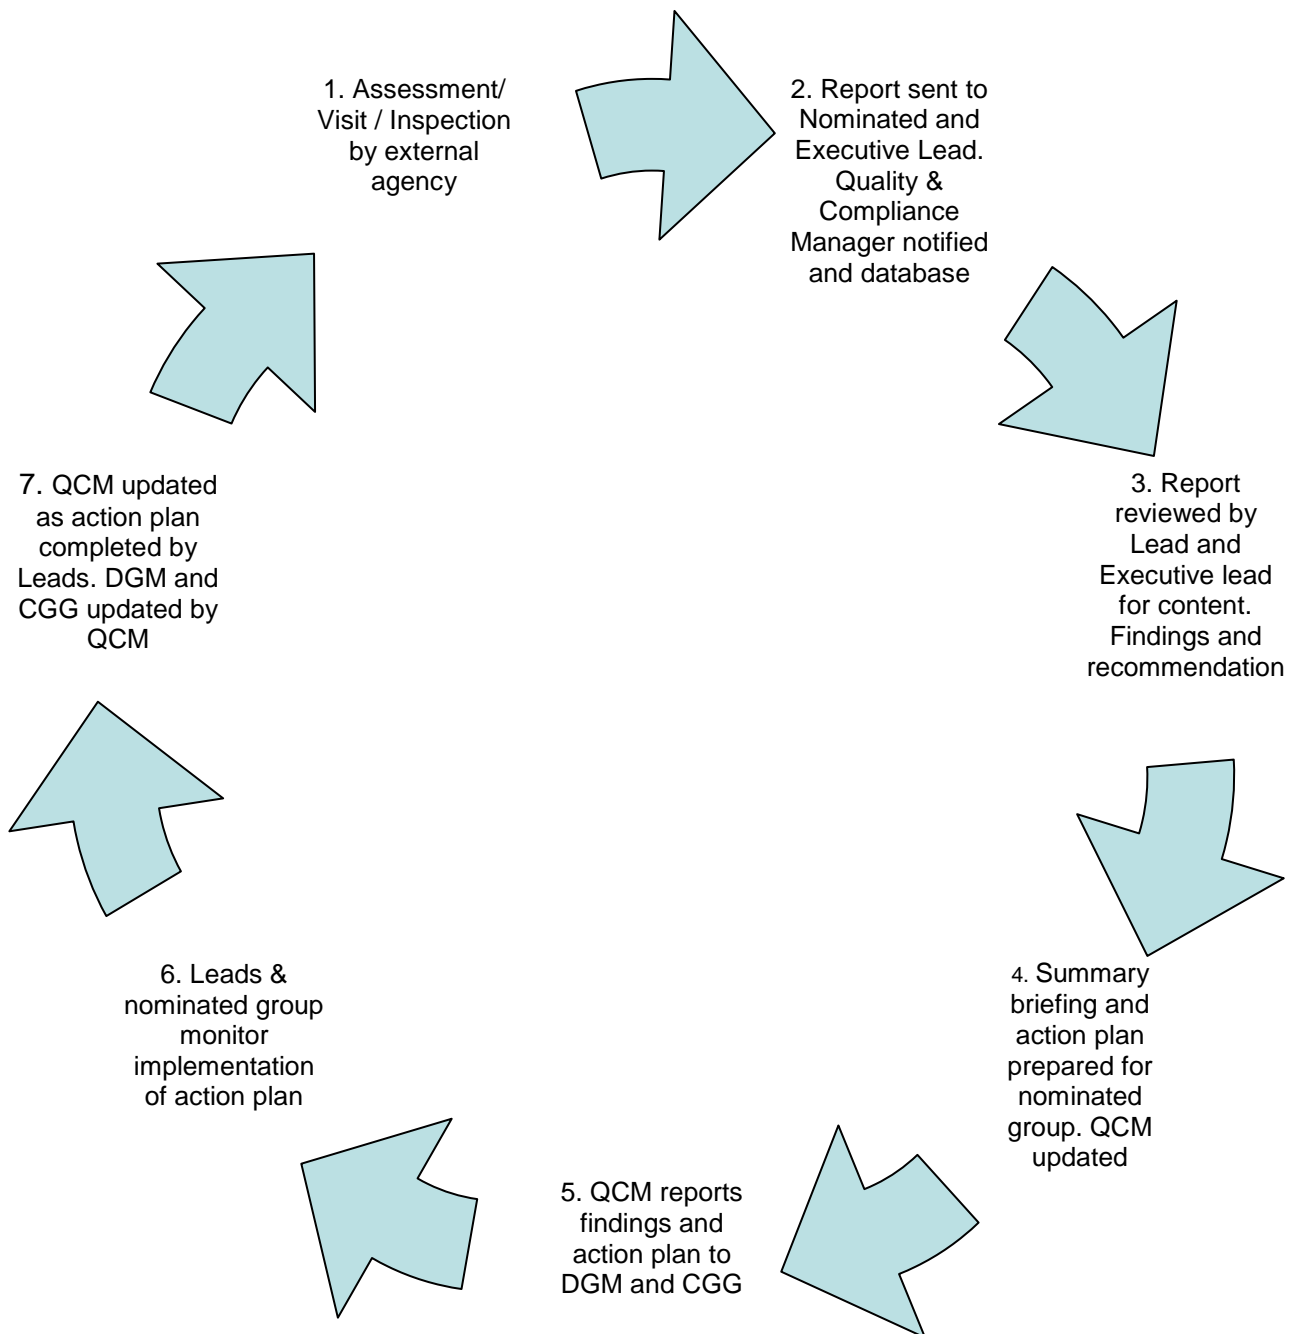 1. Assessment/
Visit / Inspection
by external
agency
2. Report sent to
Nominated and
Executive Lead.
Quality &
Compliance
Manager notified
and database
3. Report
reviewed by
Lead and
Executive lead
for content.
Findings and
recommendation
4. Summary
briefing and
action plan
prepared for
nominated
group. QCM
updated
5. QCM reports
findings and
action plan to
DGM and CGG
6. Leads &
nominated group
monitor
implementation
of action plan
7. QCM updated
as action plan
completed by
Leads. DGM and
CGG updated by
QCM